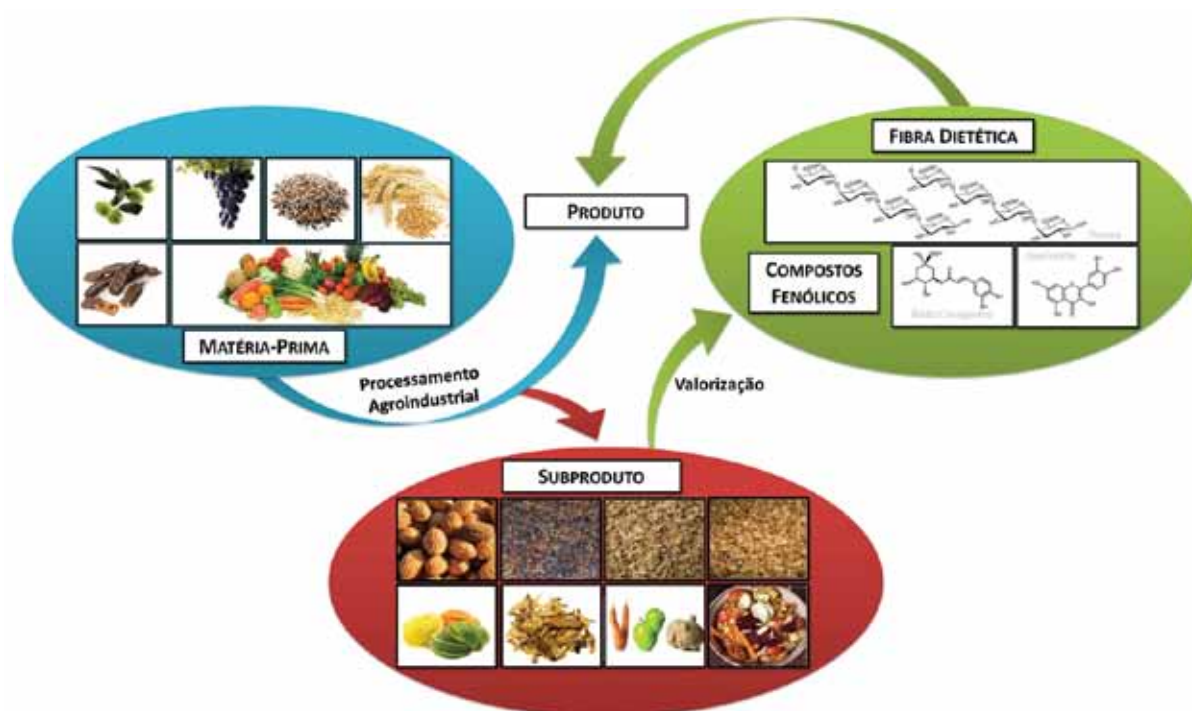 FIBRA DIETÉTICA
PRODUTO
COMPOSTOS
FENÓLICOS
MATÉRIA-PRIMA
Processamento
Agroindustrial
Valorização
SUBPRODUTO